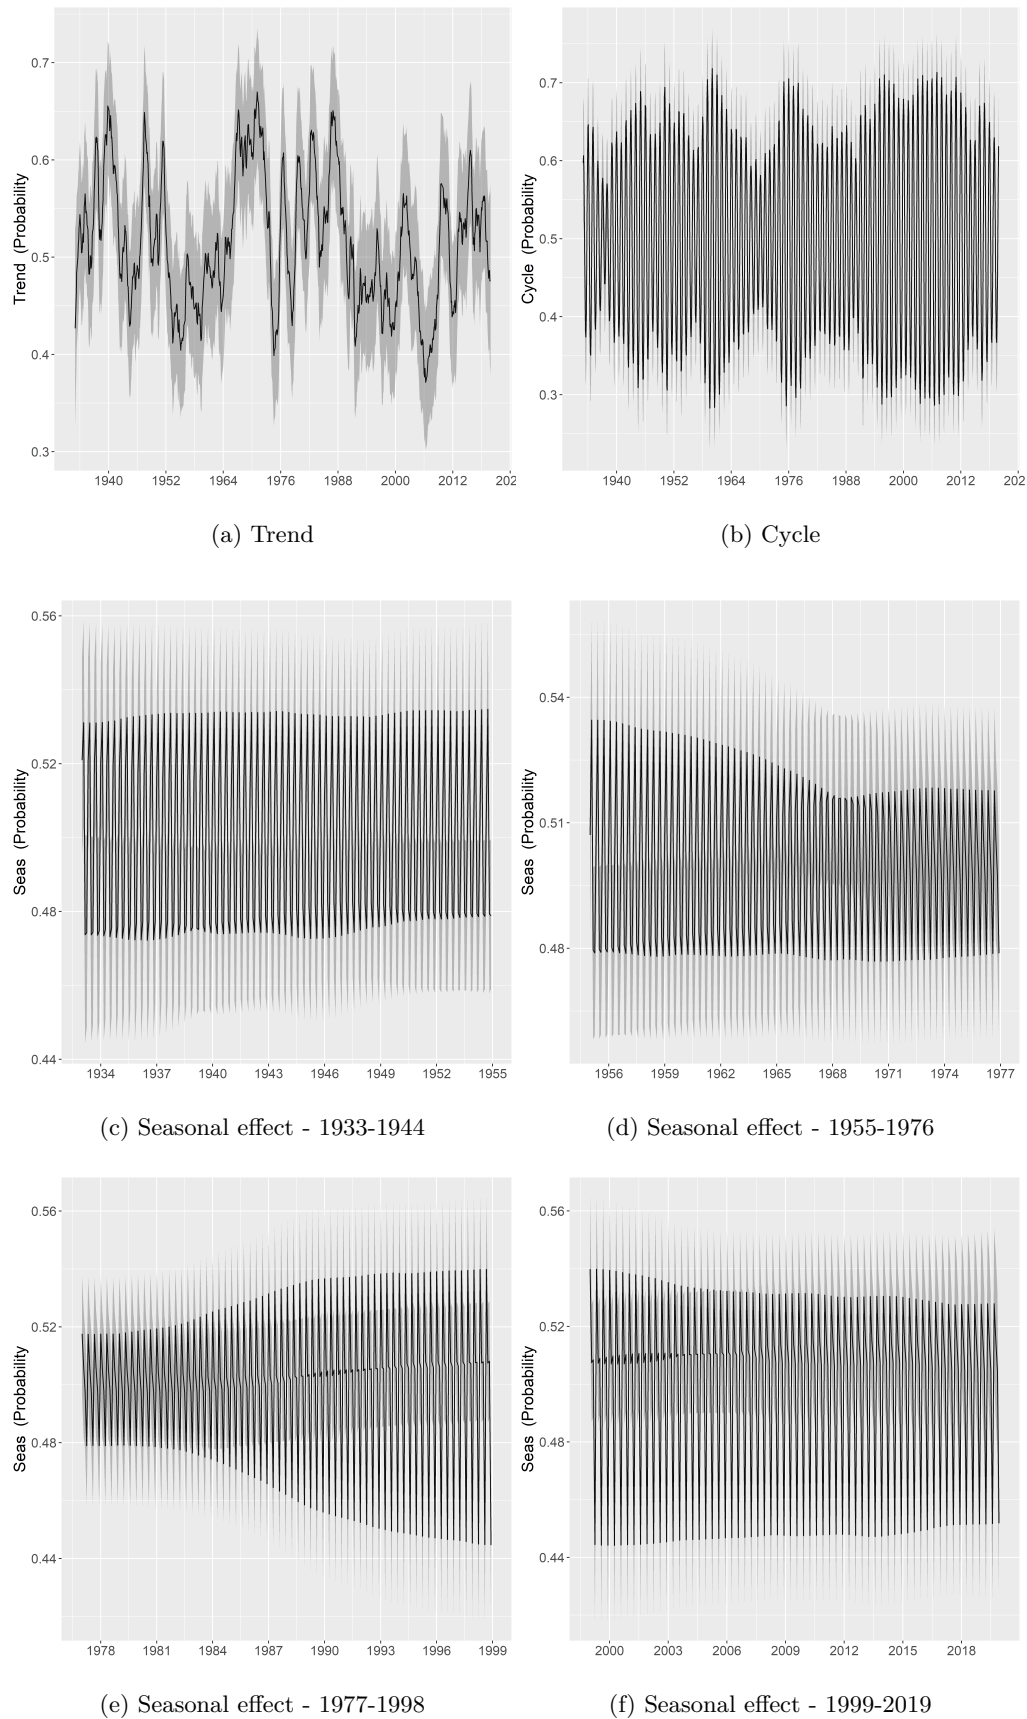 0.7
0.6
0.5
0.4
0.3
Trend (Probability
1940 1952 1964 1976 1988 2000 2012 202
(a) Trend
0.7
0.6
0.5
0.4
0.3
Cycle (Probability
1940 1952 1964 1976 1988 2000 2012 202
(b) Cycle
0.56
0.52
0.48
0.44
Seas (Probability
1934 1937 1940 1943 1946 1949 1952 1955
(c) Seasonal effect - 1933-1944
0.54
0.51
0.48
Seas (Probability
1956 1959 1962 1965 1968 1971 1974 1977
(d) Seasonal effect - 1955-1976
0.56
0.52
0.48
0.44
Seas (Probability
1978 1981 1984 1987 1990 1993 1996 1999
(e) Seasonal effect - 1977-1998
0.56
0.52
0.48
0.44
Seas (Probability
2000 2003 2006 2009 2012 2015 2018
(f) Seasonal effect - 1999-2019